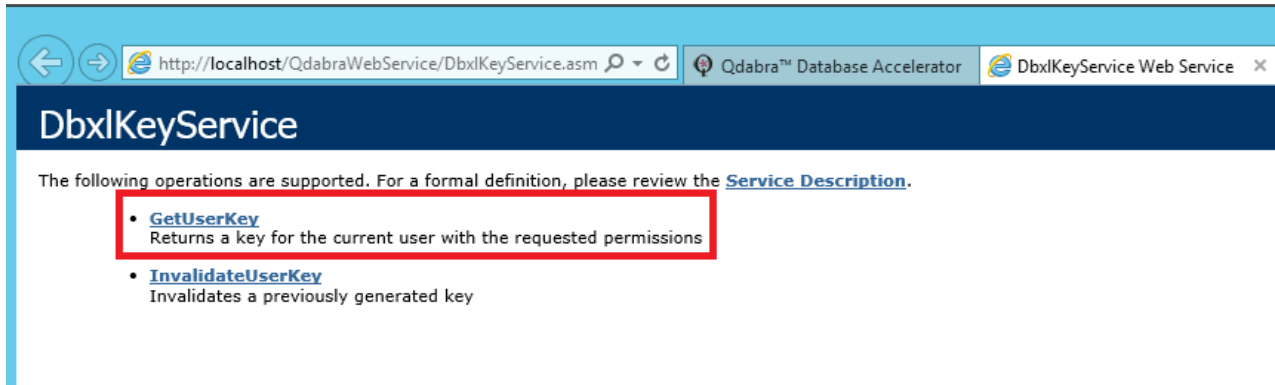 http://localhost/QdabraWebService/DbxlKeyService.asm
Qdabra™ Database Accelerator
DbxlKeyService Web Service
DbxlKeyService
The following operations are supported. For a formal definition, please review the Service Description.
• GetUserKey
Returns a key for the current user with the requested permissions
• InvalidateUserKey
Invalidates a previously generated key